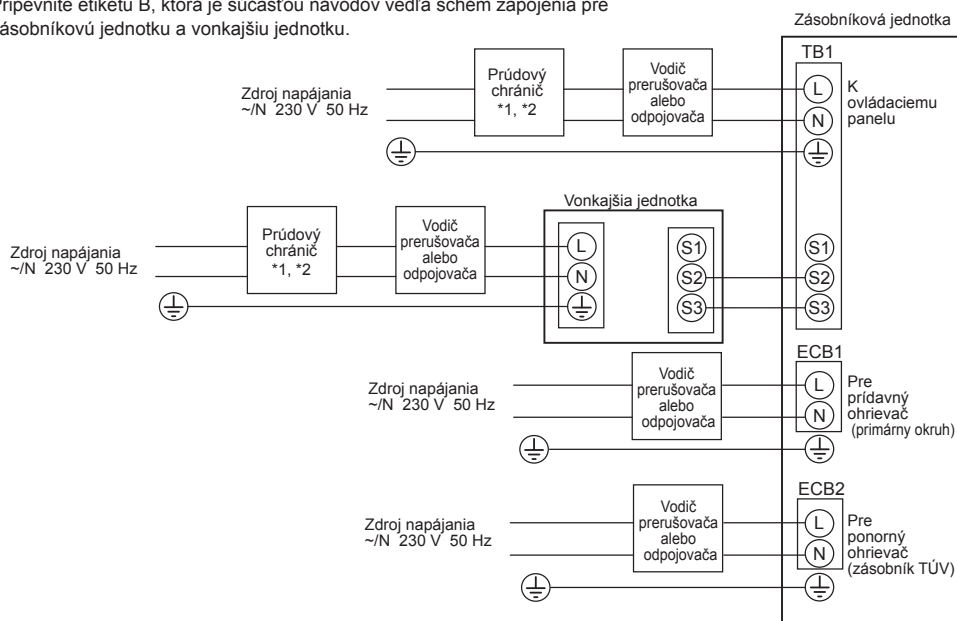 Pripevnite etiketu B, ktorá je súčasťou návodov vedľa schém zapojenia pre
zásobníkovú jednotku a vonkajšiu jednotku.
Zásobníková jednotka
TB1
Zdroj napájania
~/N 230 V 50 Hz
Prúdový
chránič
*1, *2
Vodič
prerušovača
alebo
odpojovača
L
N
K
ovládaciemu
panelu
Vonkajšia jednotka
Zdroj napájania
~/N 230 V 50 Hz
Prúdový
chránič
*1, *2
Vodič
prerušovača
alebo
odpojovača
L
N
S1
S2
S3
S1
S2
S3
ECB1
Zdroj napájania
~/N 230 V 50 Hz
Vodič
prerušovača
alebo
odpojovača
L
N
Pre
prídavný
ohrievač
(primárny okruh)
ECB2
Zdroj napájania
~/N 230 V 50 Hz
Vodič
prerušovača
alebo
odpojovača
L
N
Pre
ponorný
ohrievač
(zásobník TÚV)